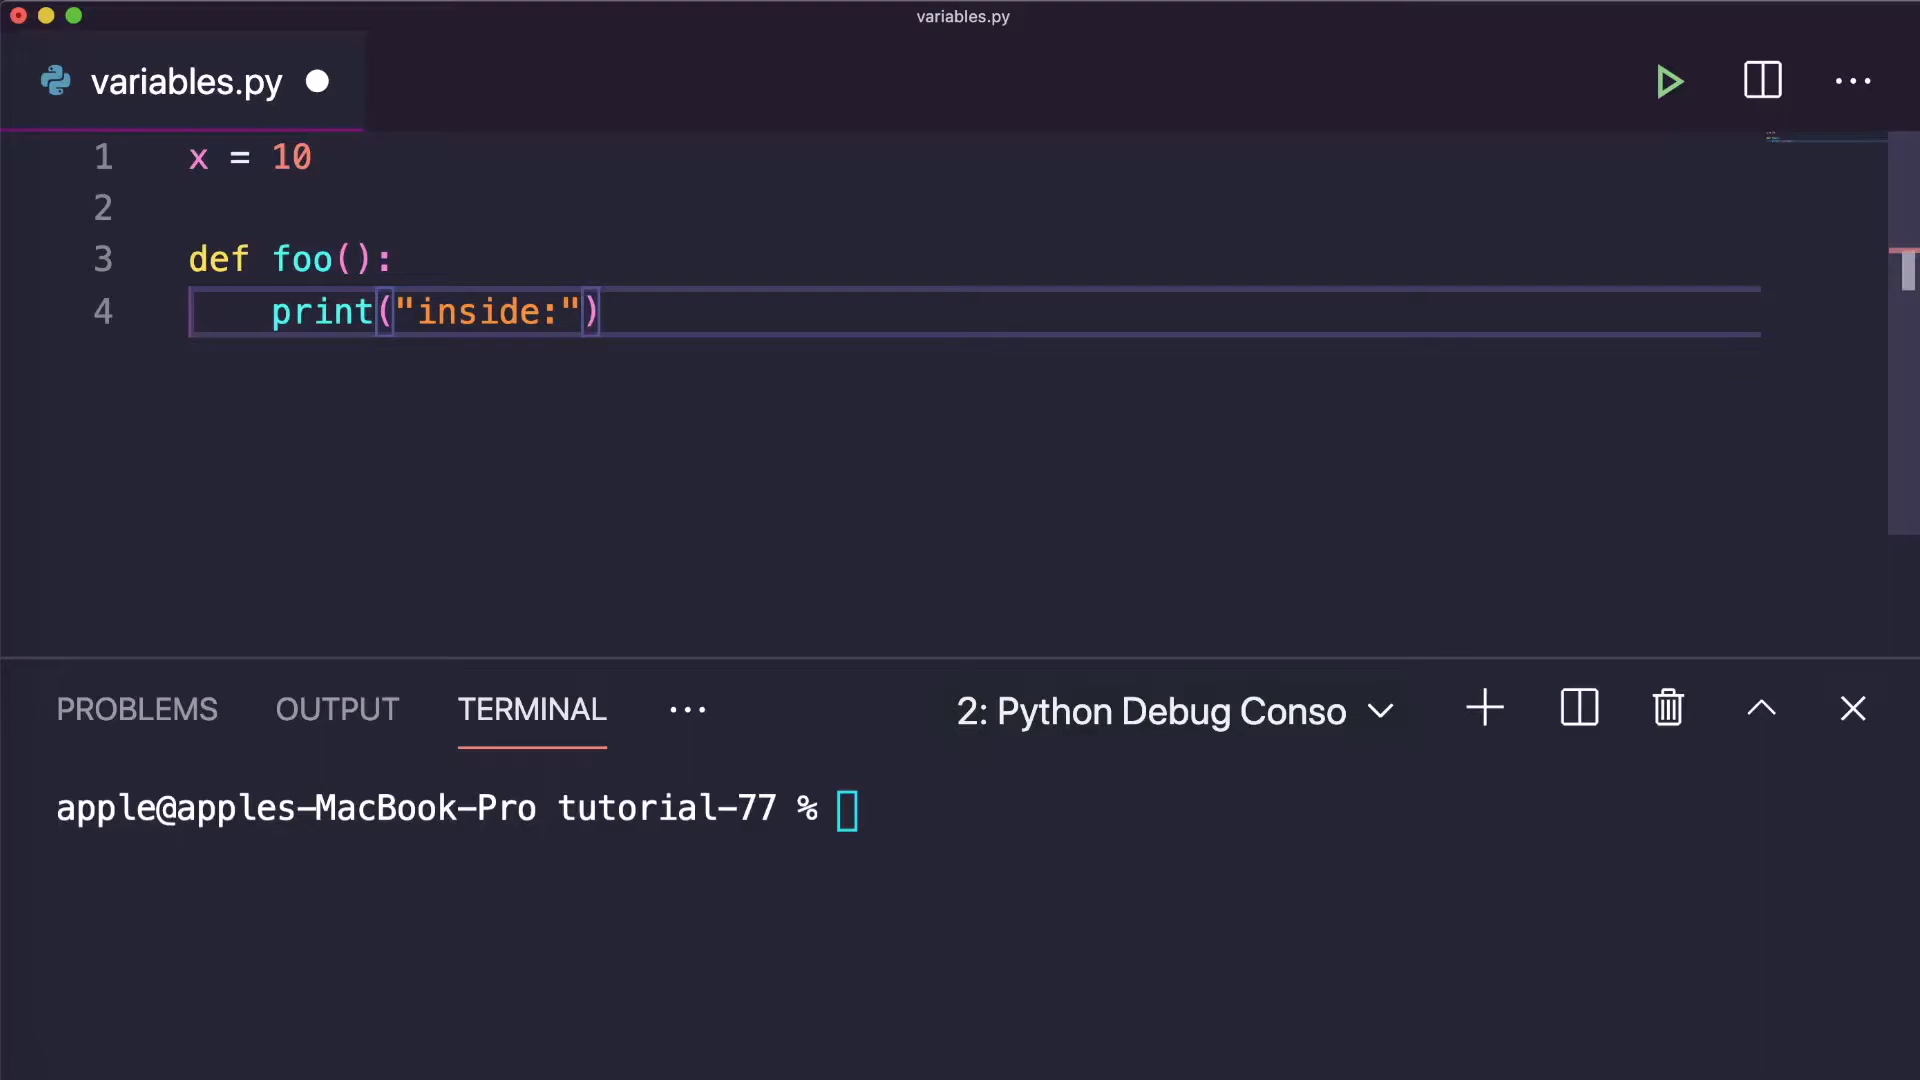 variables.py
variables.py
1 x = 10
2
3 def foo():
4     print("inside:")
PROBLEMS OUTPUT TERMINAL ... 2: Python Debug Conso
apple@apples-MacBook-Pro tutorial-77 %